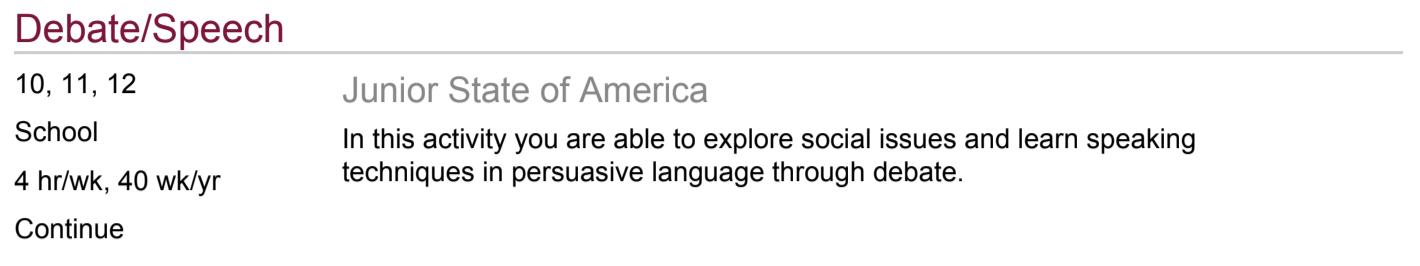 Debate/Speech
10, 11, 12
School
4 hr/wk, 40 wk/yr
Continue
Junior State of America
In this activity you are able to explore social issues and learn speaking
techniques in persuasive language through debate.